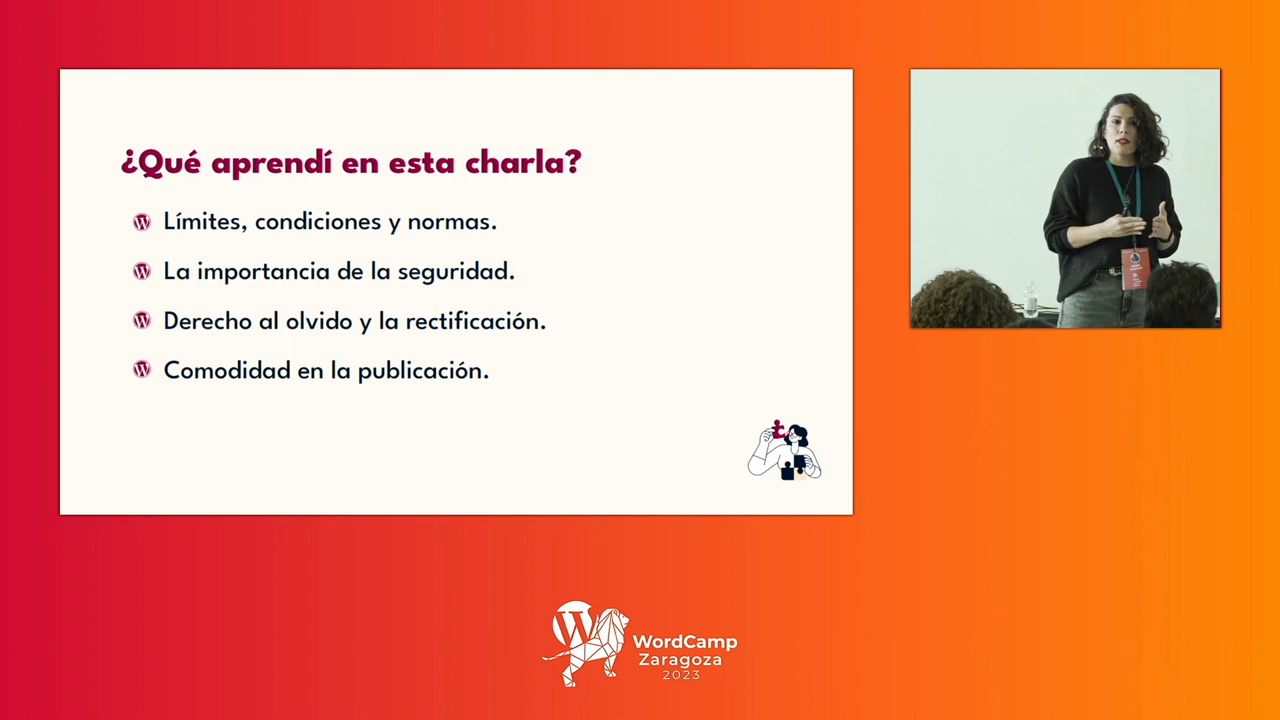 ¿Qué aprendí en esta charla?
Límites, condiciones y normas.
La importancia de la seguridad.
Derecho al olvido y la rectificación.
Comodidad en la publicación.
WordCamp
Zaragoza
2023